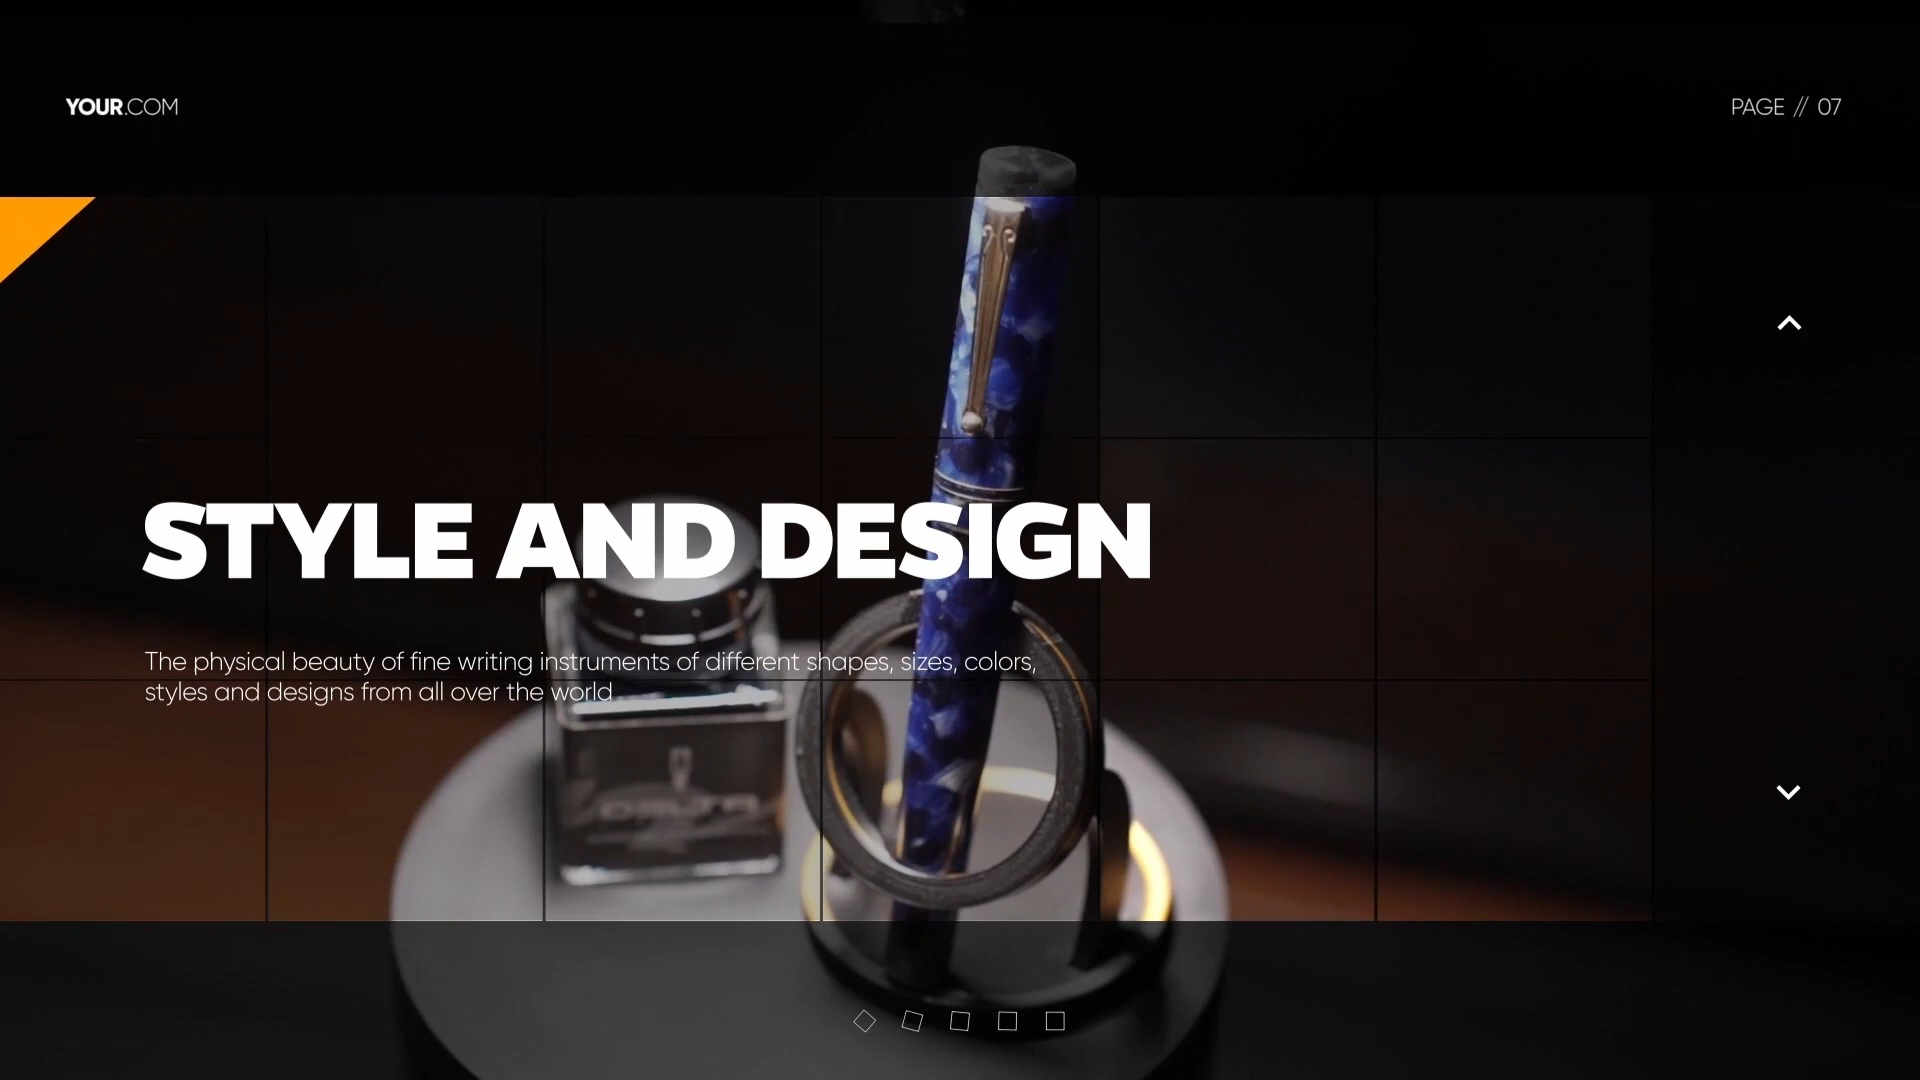 YOUR.COM
PAGE // 07
STYLE AND DESIGN
The physical beauty of fine writing instruments of different shapes, sizes, colors,
styles and designs from all over the world
DELTA